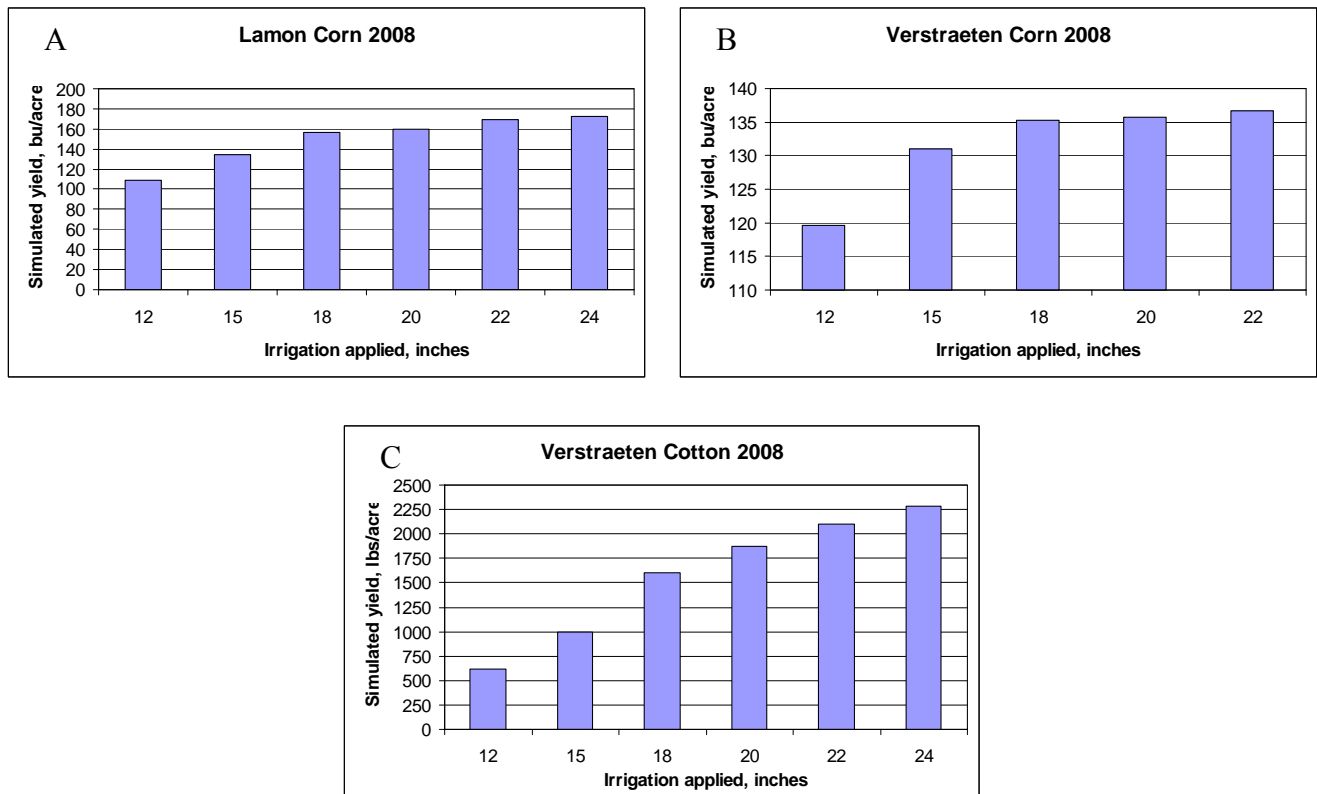 A
Lamon Corn 2008
Simulated yield, bu/acre
200
180
160
140
120
100
80
60
40
20
0
12 15 18 20 22 24
Irrigation applied, inches
B
Verstraeten Corn 2008
Simulated yield, bu/acre
140
135
130
125
120
115
110
12 15 18 20 22
Irrigation applied, inches
C
Verstraeten Cotton 2008
Simulated yield, lbs/acre
2500
2250
2000
1750
1500
1250
1000
750
500
250
0
12 15 18 20 22 24
Irrigation applied, inches